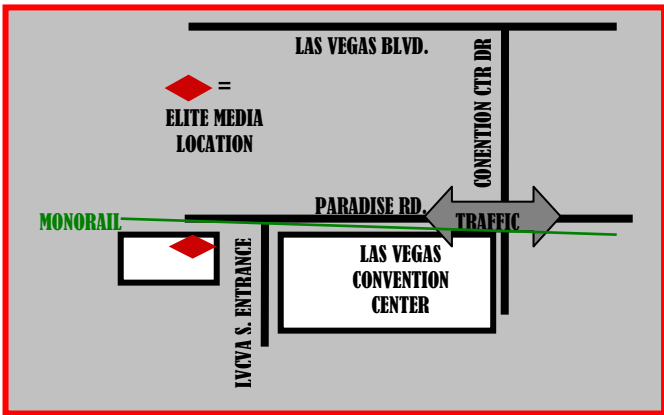 LAS VEGAS BLVD.
CONENTION CTR DR
=
ELITE MEDIA
LOCATION
PARADISE RD.
TRAFFIC
MONORAIL
LVCVA S. ENTRANCE
LAS VEGAS
CONVENTION
CENTER